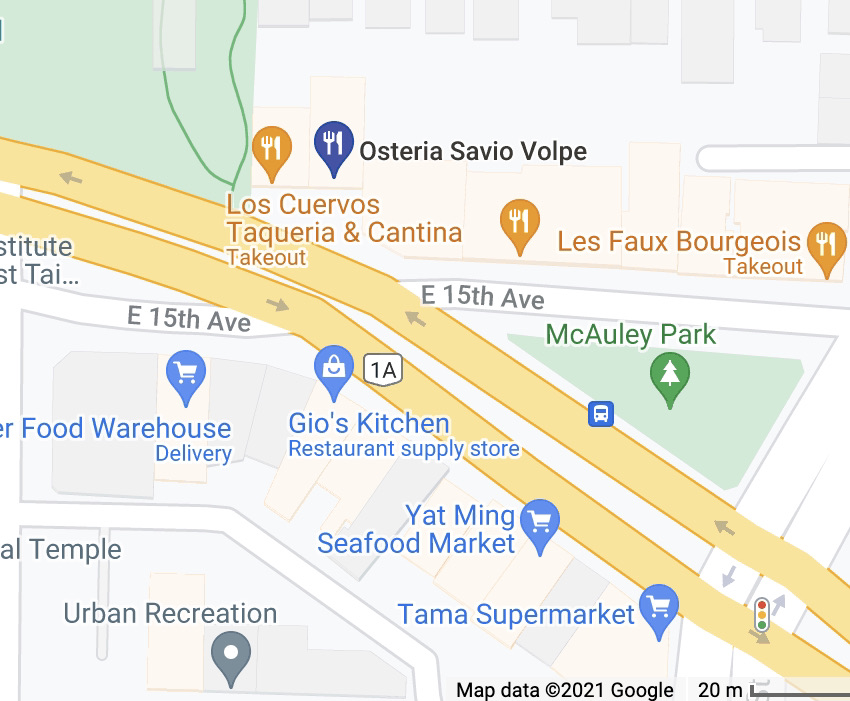 Osteria Savio Volpe
Los Cuervos
Taqueria & Cantina
Takeout
Les Faux Bourgeois
Takeout
stitute
st Tai...
E 15th Ave
E 15th Ave
McAuley Park
1A
er Food Warehouse
Delivery
Gio's Kitchen
Restaurant supply store
Yat Ming
Seafood Market
al Temple
Urban Recreation
Tama Supermarket
Map data ©2021 Google
20 m